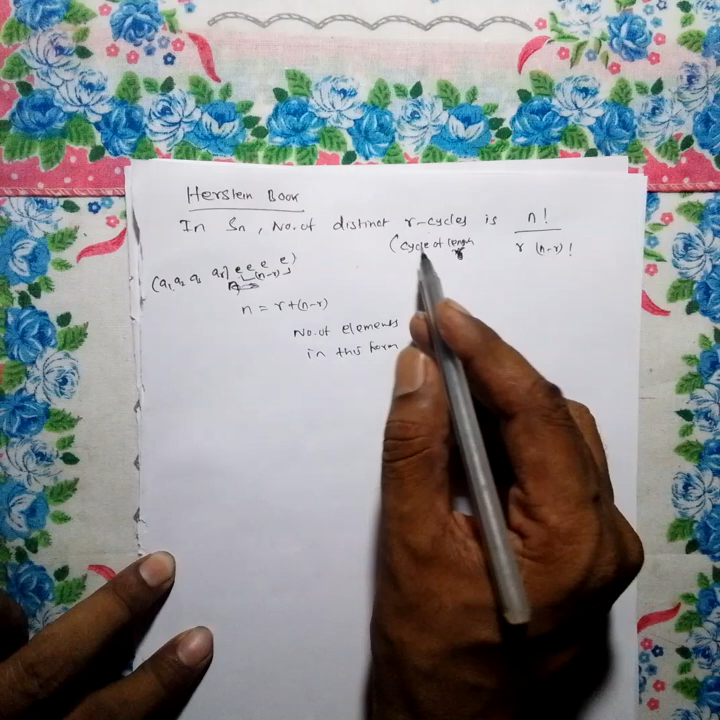 Herstein Book
In Sn, No. of distinct r-cycles is n! / r (n-r)!
(cycle of length r
(a1 a2 a3 ar) e e e e)
(n-r)
n = r + (n-r)
No. of elements
in this form